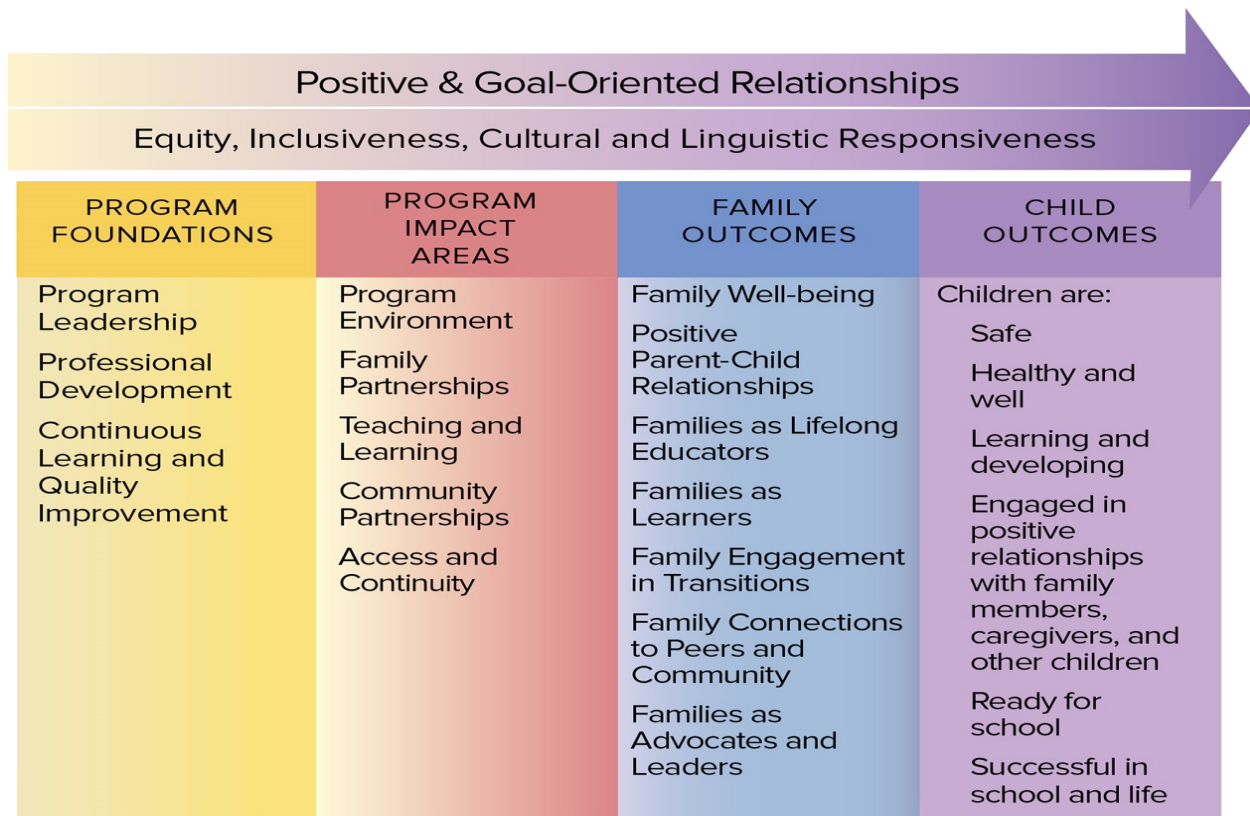 Positive & Goal-Oriented Relationships
Equity, Inclusiveness, Cultural and Linguistic Responsiveness
PROGRAM
FOUNDATIONS
Program
Leadership
Professional
Development
Continuous
Learning and
Quality
Improvement
PROGRAM
IMPACT
AREAS
Program
Environment
Family
Partnerships
Teaching and
Learning
Community
Partnerships
Access and
Continuity
FAMILY
OUTCOMES
Family Well-being
Positive
Parent-Child
Relationships
Families as Lifelong
Educators
Families as
Learners
Family Engagement
in Transitions
Family Connections
to Peers and
Community
Families as
Advocates and
Leaders
CHILD
OUTCOMES
Children are:
Safe
Healthy and
well
Learning and
developing
Engaged in
positive
relationships
with family
members,
caregivers, and
other children
Ready for
school
Successful in
school and life